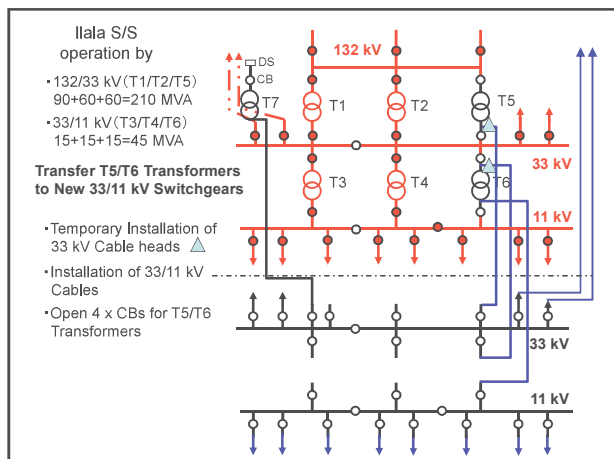 Ilala S/S
operation by
・132/33 kV(T1/T2/T5)
90+60+60=210 MVA
・33/11 kV(T3/T4/T6)
15+15+15=45 MVA
Transfer T5/T6 Transformers
to New 33/11 kV Switchgears
・Temporary Installation of
33 kV Cable heads
・Installation of 33/11 kV
Cables
・Open 4 x CBs for T5/T6
Transformers
DS
CB
T7
132 kV
T1
T2
T5
33 kV
T3
T4
T6
11 kV
33 kV
11 kV